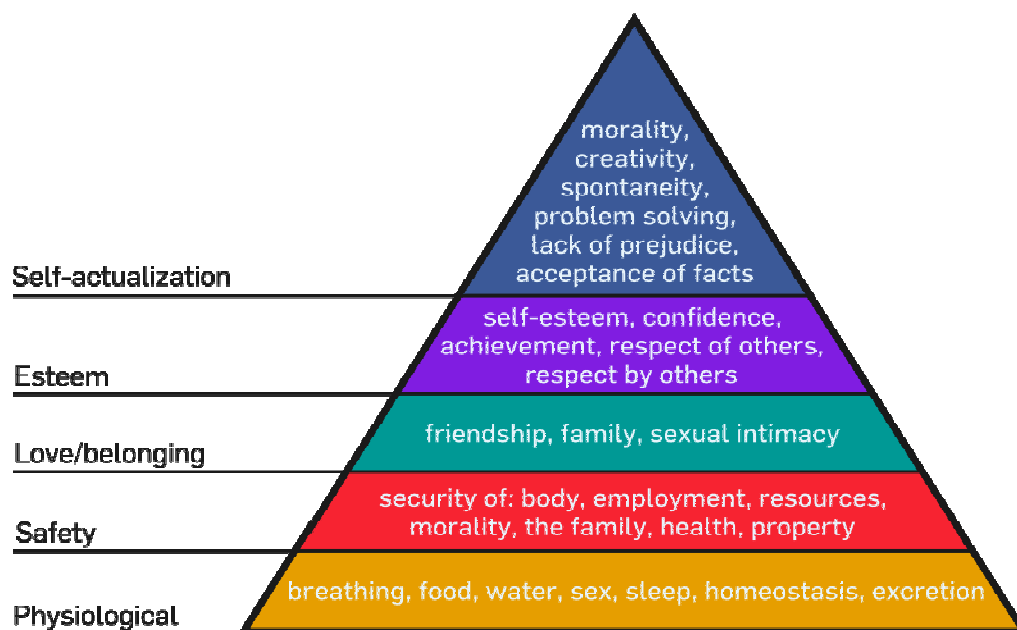 morality,
creativity,
spontaneity,
problem solving,
lack of prejudice,
acceptance of facts
Self-actualization
self-esteem, confidence,
achievement, respect of others,
respect by others
Esteem
friendship, family, sexual intimacy
Love/belonging
security of: body, employment, resources,
morality, the family, health, property
Safety
breathing, food, water, sex, sleep, homeostasis, excretion
Physiological